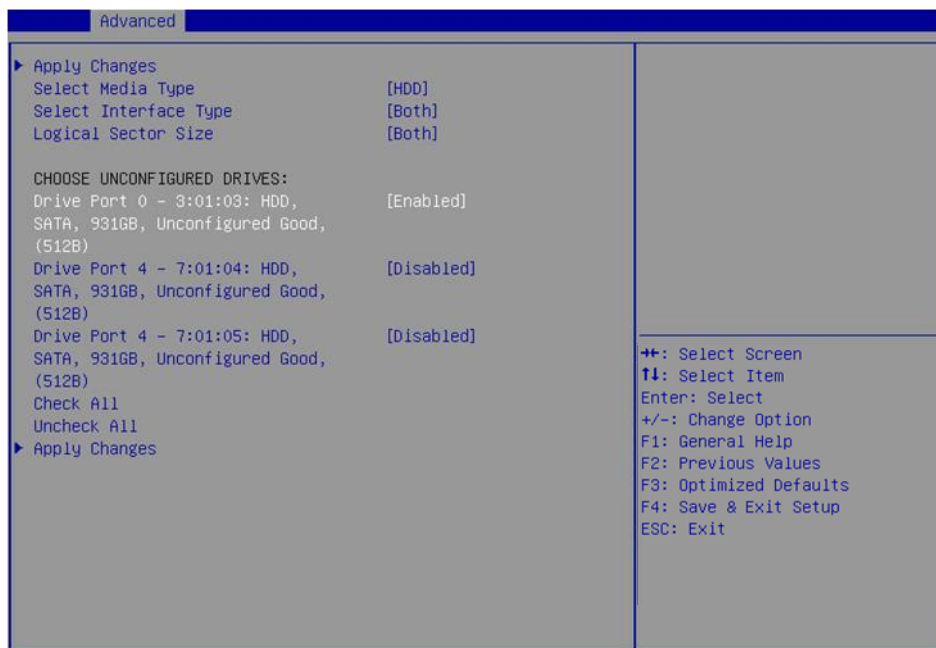 Advanced
Apply Changes
Select Media Type [HDD]
Select Interface Type [Both]
Logical Sector Size [Both]
CHOOSE UNCONFIGURED DRIVES:
Drive Port 0 - 3:01:03: HDD, [Enabled]
SATA, 931GB, Unconfigured Good,
(512B)
Drive Port 4 - 7:01:04: HDD, [Disabled]
SATA, 931GB, Unconfigured Good,
(512B)
Drive Port 4 - 7:01:05: HDD, [Disabled]
SATA, 931GB, Unconfigured Good,
(512B)
Check All
Uncheck All
Apply Changes
→←: Select Screen
↑↓: Select Item
Enter: Select
+/-: Change Option
F1: General Help
F2: Previous Values
F3: Optimized Defaults
F4: Save & Exit Setup
ESC: Exit